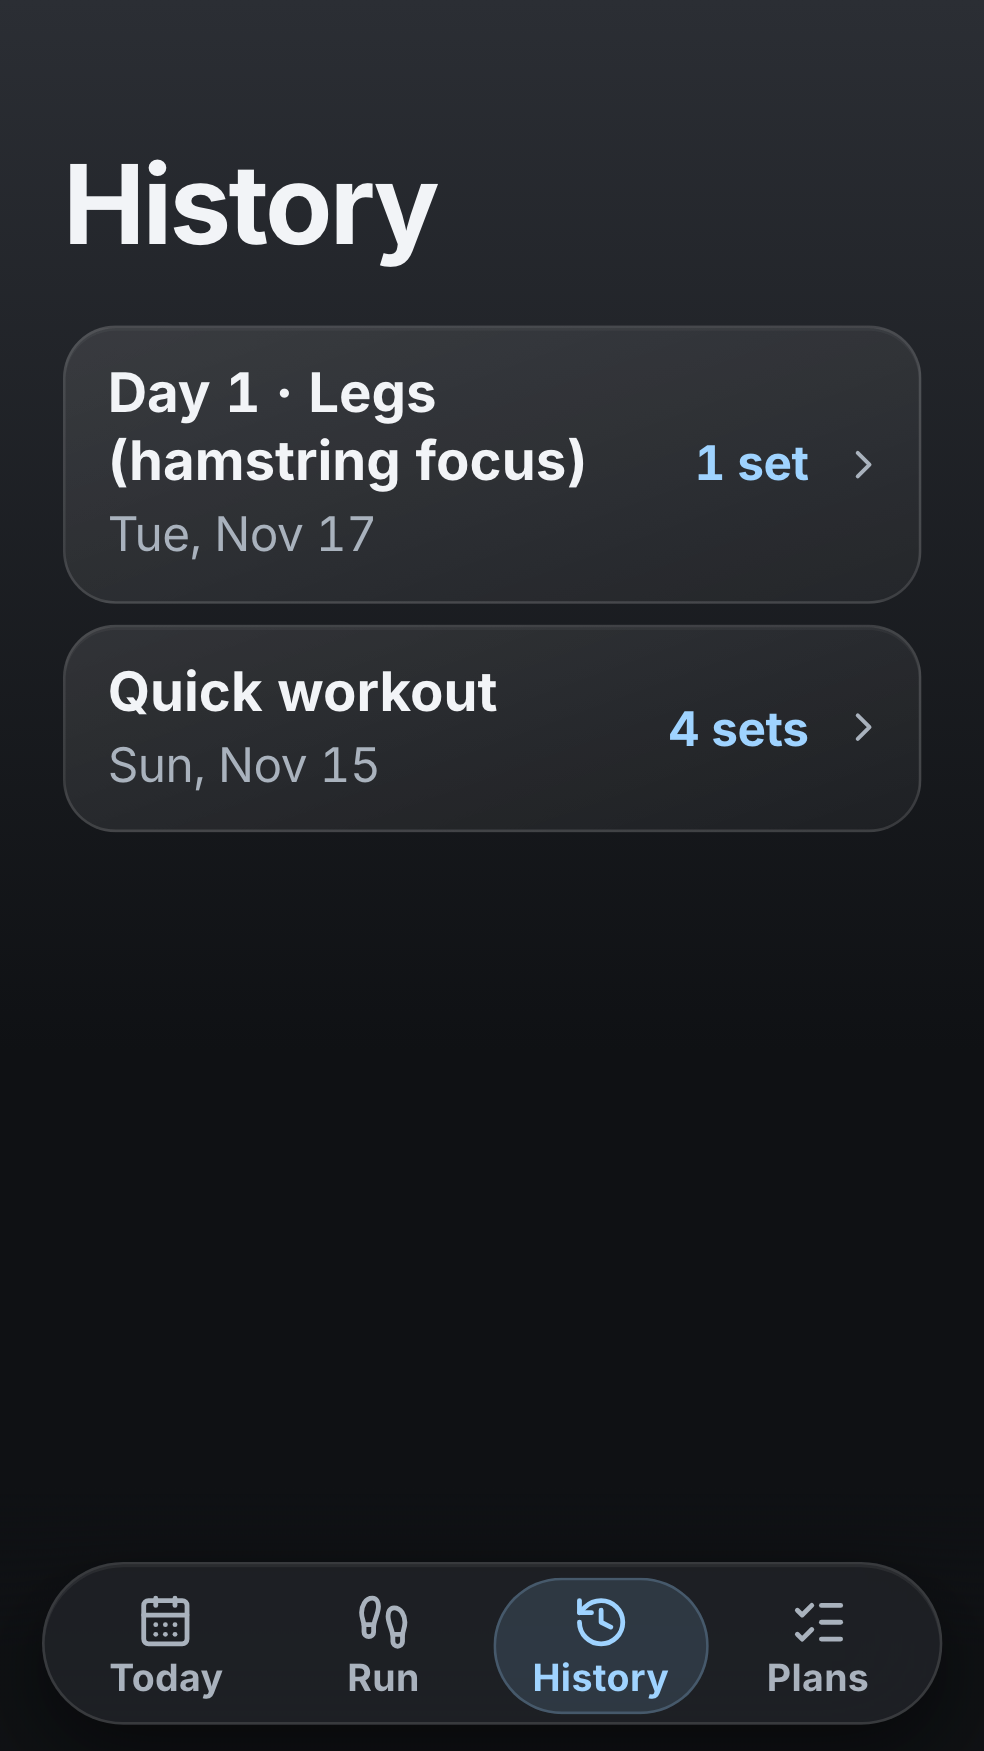 History
Day 1 · Legs
(hamstring focus)
1 set
Tue, Nov 17
Quick workout
4 sets
Sun, Nov 15
Today
Run
History
Plans